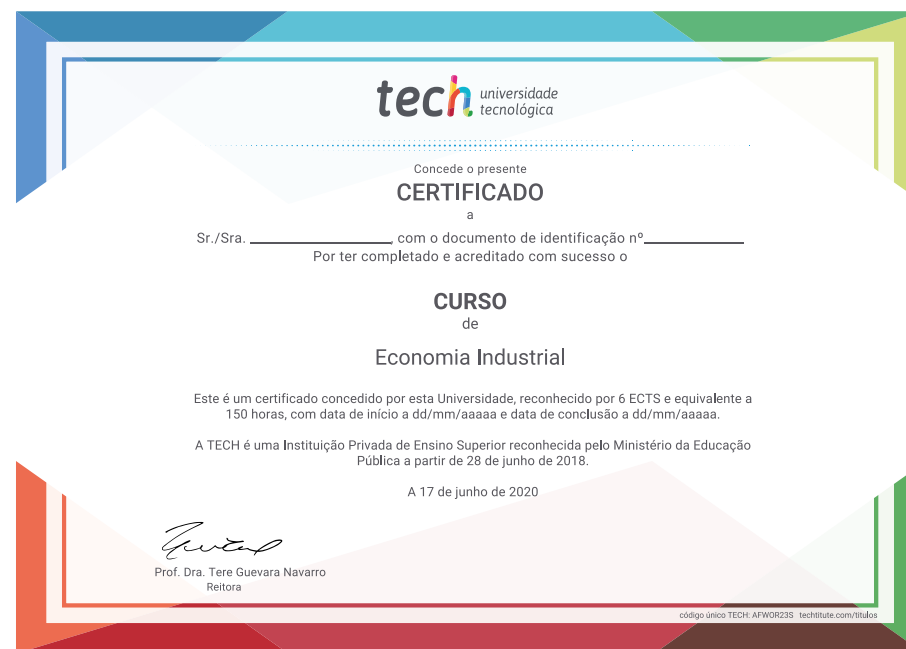 tech universidade
tecnológica
Concede o presente
CERTIFICADO
a
Sr./Sra. ____________________, com o documento de identificação nº______________
Por ter completado e acreditado com sucesso o
CURSO
de
Economia Industrial
Este é um certificado concedido por esta Universidade, reconhecido por 6 ECTS e equivalente a
150 horas, com data de início a dd/mm/aaaaa e data de conclusão a dd/mm/aaaaa.
A TECH é uma Instituição Privada de Ensino Superior reconhecida pelo Ministério da Educação
Pública a partir de 28 de junho de 2018.
A 17 de junho de 2020
Prof. Dra. Tere Guevara Navarro
Reitora
código único TECH: AFWOR23S techtitute.com/titulos